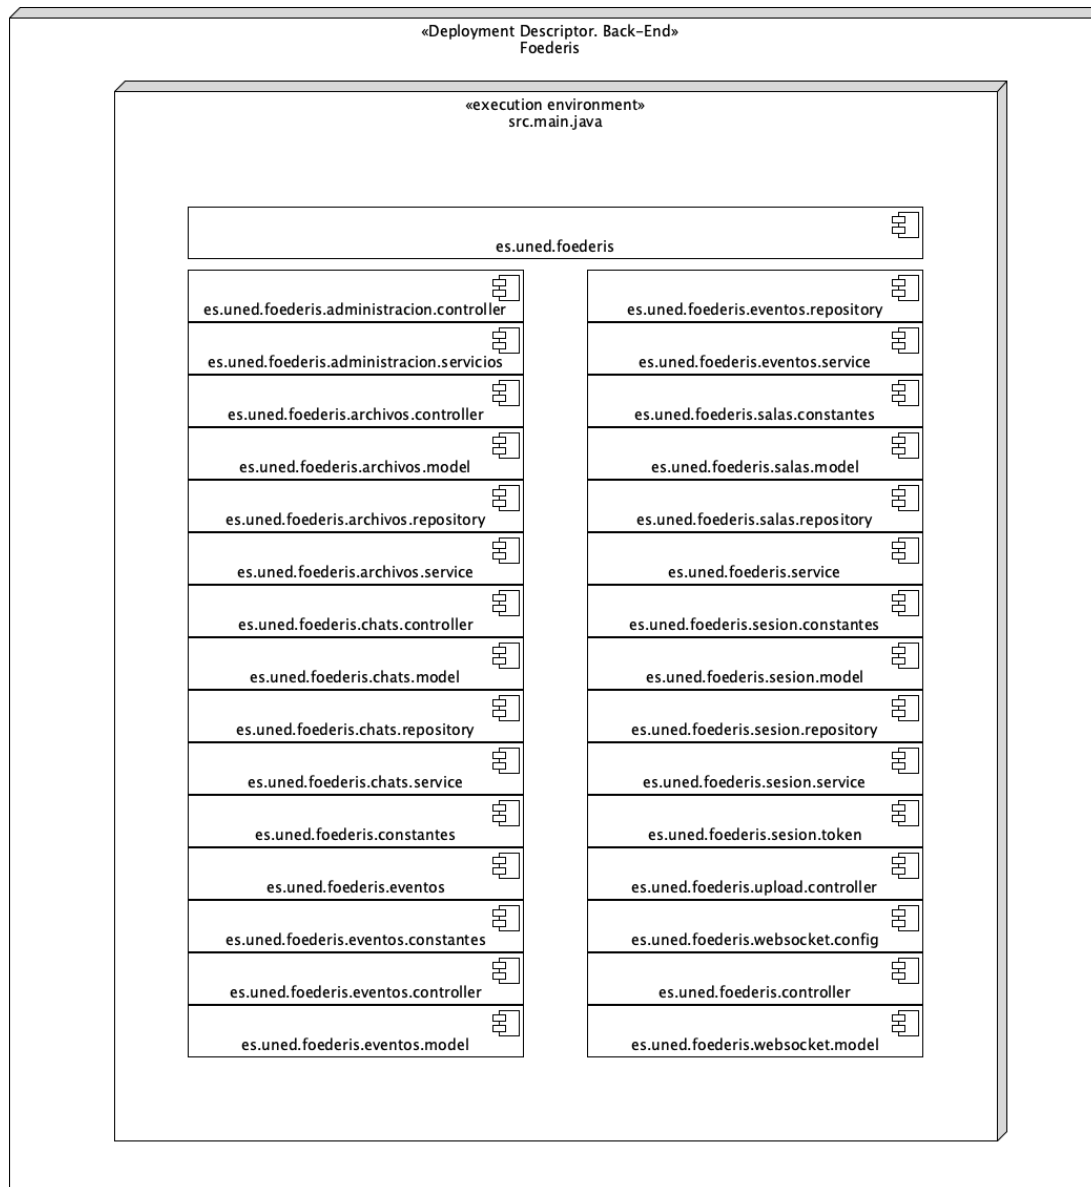 «Deployment Descriptor. Back-End»
Foederis
«execution environment»
src.main.java
es.uned.foederis
es.uned.foederis.administracion.controller
es.uned.foederis.administracion.servicios
es.uned.foederis.archivos.controller
es.uned.foederis.archivos.model
es.uned.foederis.archivos.repository
es.uned.foederis.archivos.service
es.uned.foederis.chats.controller
es.uned.foederis.chats.model
es.uned.foederis.chats.repository
es.uned.foederis.chats.service
es.uned.foederis.constantes
es.uned.foederis.eventos
es.uned.foederis.eventos.constantes
es.uned.foederis.eventos.controller
es.uned.foederis.eventos.model
es.uned.foederis.eventos.repository
es.uned.foederis.eventos.service
es.uned.foederis.salas.constantes
es.uned.foederis.salas.model
es.uned.foederis.salas.repository
es.uned.foederis.service
es.uned.foederis.sesion.constantes
es.uned.foederis.sesion.model
es.uned.foederis.sesion.repository
es.uned.foederis.sesion.service
es.uned.foederis.sesion.token
es.uned.foederis.upload.controller
es.uned.foederis.websocket.config
es.uned.foederis.controller
es.uned.foederis.websocket.model